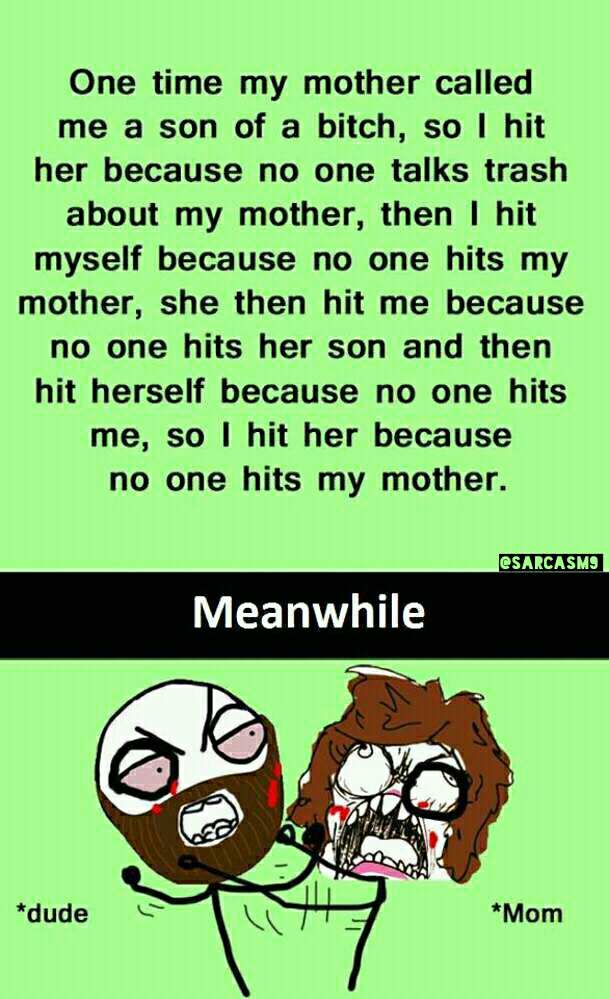 One time my mother called
me a son of a bitch, so I hit
her because no one talks trash
about my mother, then I hit
myself because no one hits my
mother, she then hit me because
no one hits her son and then
hit herself because no one hits
me, so I hit her because
no one hits my mother.
@SARCASM9
Meanwhile
*dude
*Mom